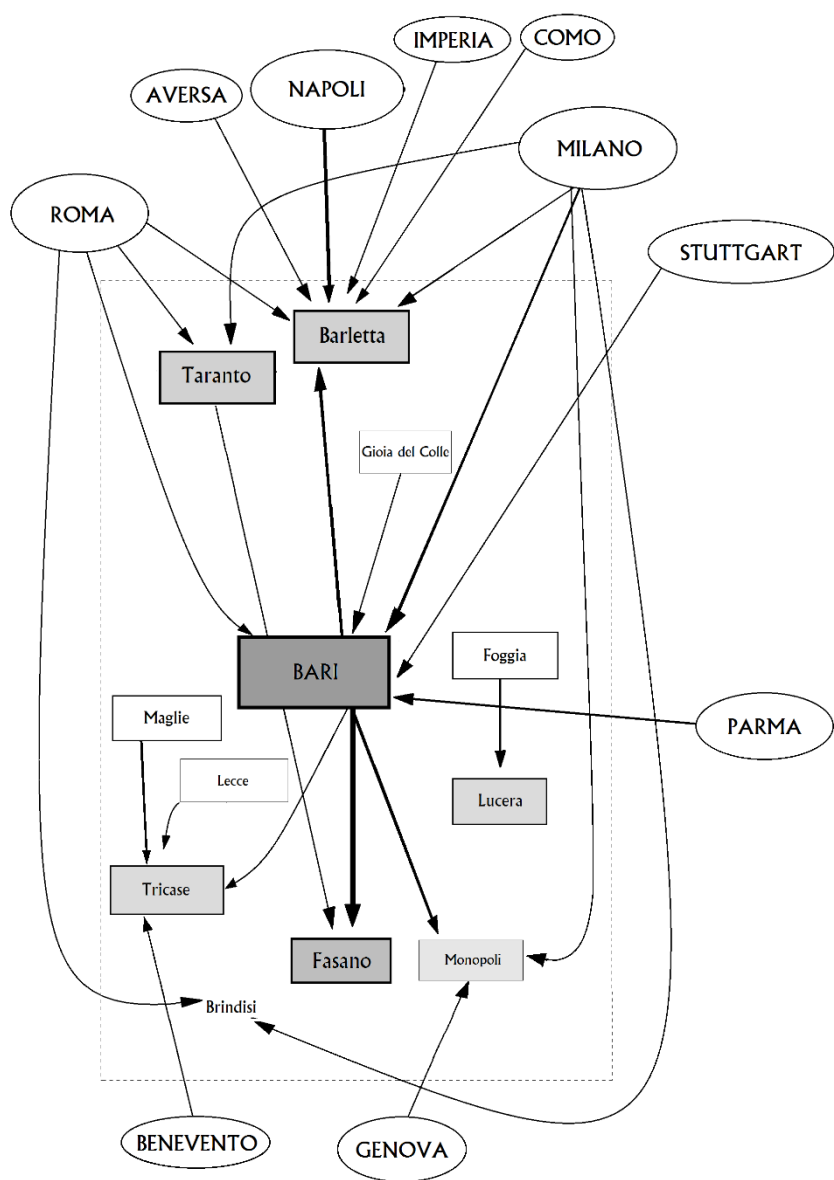 IMPERIA
COMO
NAPOLI
AVERSA
MILANO
ROMA
STUTTGART
Barletta
Taranto
Gioia del Colle
BARI
Foggia
Maglie
PARMA
Lecce
Lucera
Tricase
Fasano
Monopoli
Brindisi
BENEVENTO
GENOVA